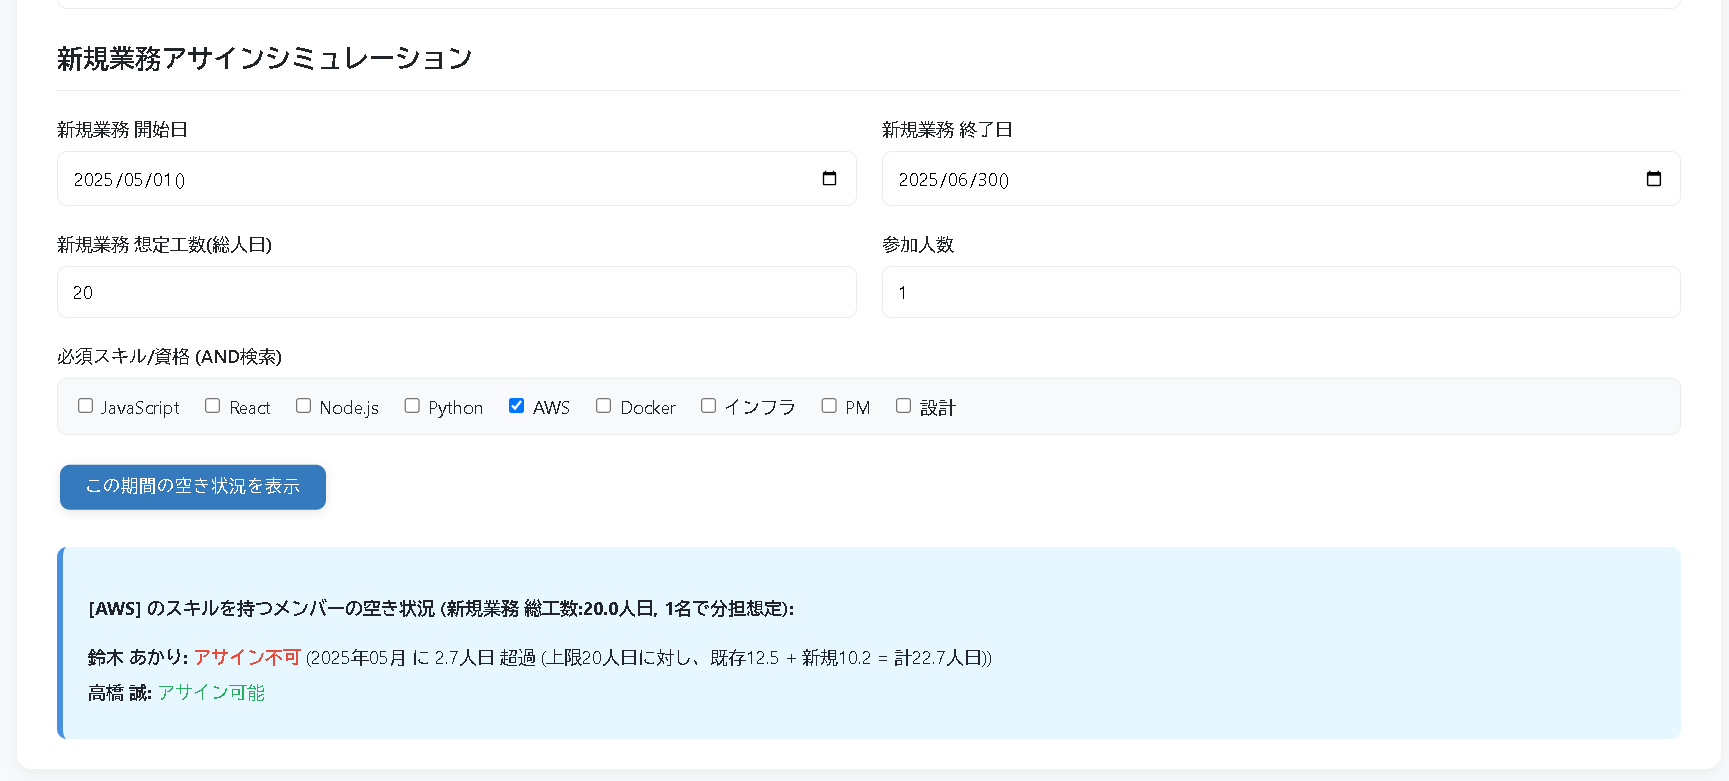 新規業務アサインシミュレーション
新規業務 開始日
新規業務 終了日
2025/05/01()
2025/06/30()
新規業務 想定工数(総人日)
参加人数
20
1
必須スキル/資格 (AND検索)
JavaScript React Node.js Python AWS Docker インフラ PM 設計
この期間の空き状況を表示
[AWS] のスキルを持つメンバーの空き状況 (新規業務 総工数:20.0人日, 1名で分担想定):
鈴木 あかり: アサイン不可 (2025年05月 に 2.7人日 超過 (上限20人日に対し、既存12.5 + 新規10.2 = 計22.7人日))
高橋 誠: アサイン可能